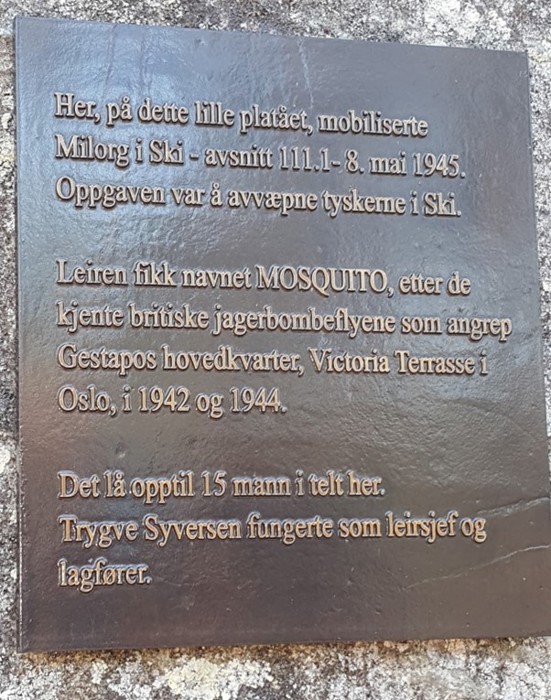 Her, på dette lille platået, mobiliserte
Milorg i Ski - avsnitt 111.1- 8. mai 1945.
Oppgaven var å avvæpne tyskerne i Ski.
Leiren fikk navnet MOSQUITO, etter de
kjente britiske jagerbombeflyene som angrep
Gestapos hovedkvarter, Victoria Terrasse i
Oslo, i 1942 og 1944.
Det lå opptil 15 mann i telt her.
Trygve Syversen fungerte som leirsjef og
lagfører.